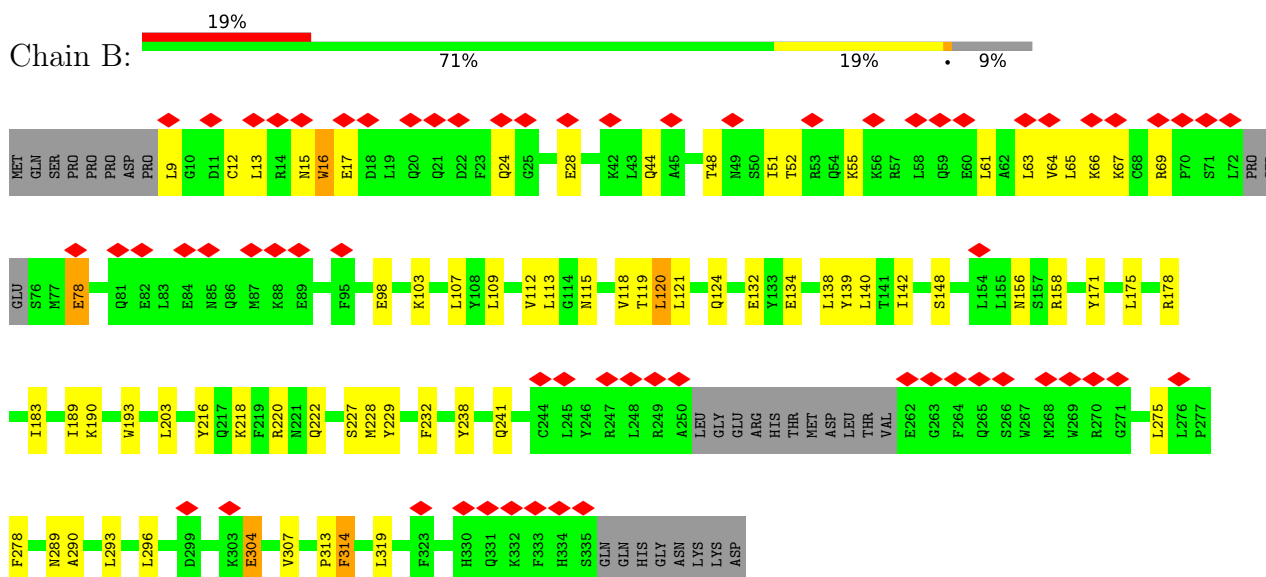 19%
Chain B:
71% 19% • 9%
MET GLN SER PRO PRO PRO ASP PRO L9 G10 D11 C12 L13 R14 N15 W16 E17 D18 L19 Q20 Q21 D22 F23 Q24 G25 E28 K42 L43 Q44 A45 T48 N49 S50 I51 T52 R53 Q54 K55 K56 R57 L58 Q59 E60 L61 A62 L63 V64 L65 K66 K67 C68 R69 P70 S71 L72 PRO
GLU S76 M77 E78 Q81 E82 L83 E84 N85 Q86 M87 K88 E89 F95 E98 K103 L107 Y108 L109 V112 L113 G114 N115 V118 T119 L120 L121 Q124 E132 Y133 E134 L138 Y139 L140 T141 I142 S148 L154 L155 N156 S157 R158 Y171 L175 R178
I183 I189 K190 W193 L203 Y216 Q217 K218 F219 R220 N221 Q222 S227 M228 Y229 F232 Y238 Q241 C244 L245 Y246 R247 L248 R249 A250 LEU GLY GLU ARG HIS THR MET ASP LEU THR VAL E262 G263 F264 Q265 S266 W267 M268 W269 R270 G271 L275 L276 P277
F278 N289 A290 L293 L296 D299 K303 E304 V307 P313 F314 L319 F323 H330 Q331 K332 F333 H334 S335 GLN GLN HIS GLY ASN LYS LYS ASP